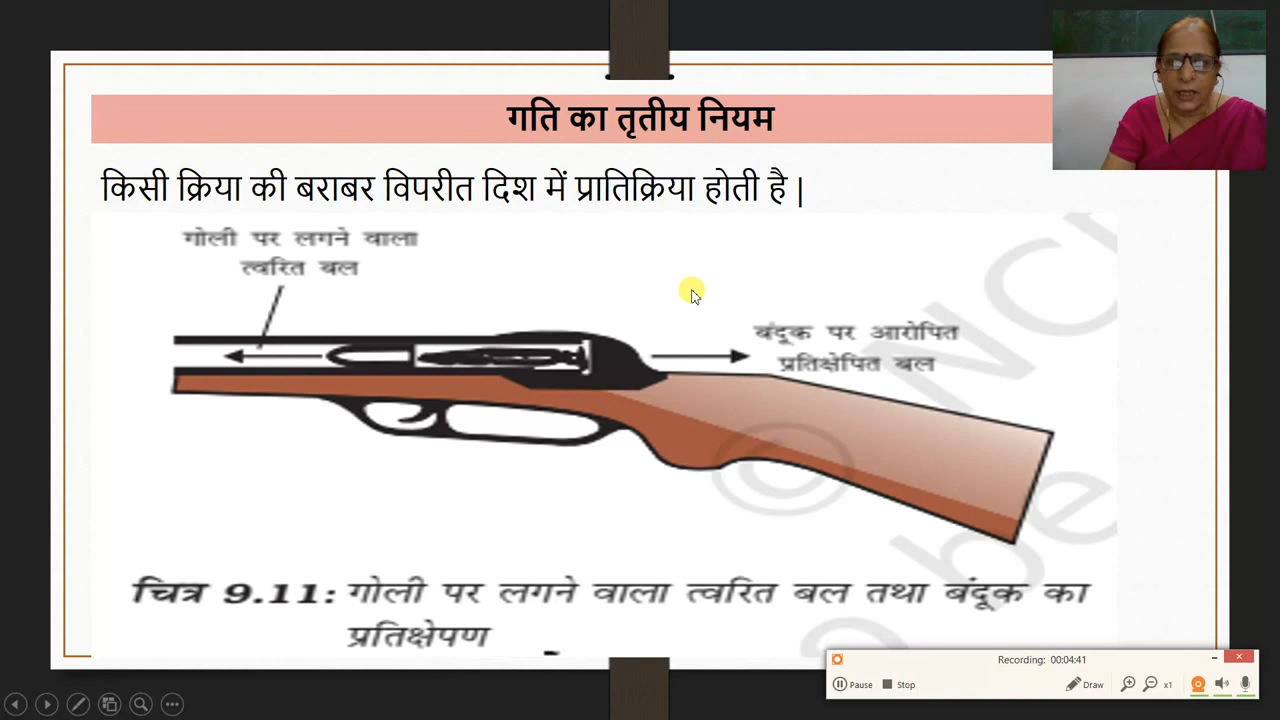 गति का तृतीय नियम
किसी क्रिया की बराबर विपरीत दिश में प्रातिक्रिया होती है |
गोली पर लगने वाला
त्वरित बल
बंदूक पर आरोपित
प्रतिक्षेपित बल
चित्र 9.11: गोली पर लगने वाला त्वरित बल तथा बंदूक का
प्रतिक्षेपण
Recording: 00:04:41
Pause Stop Draw x1